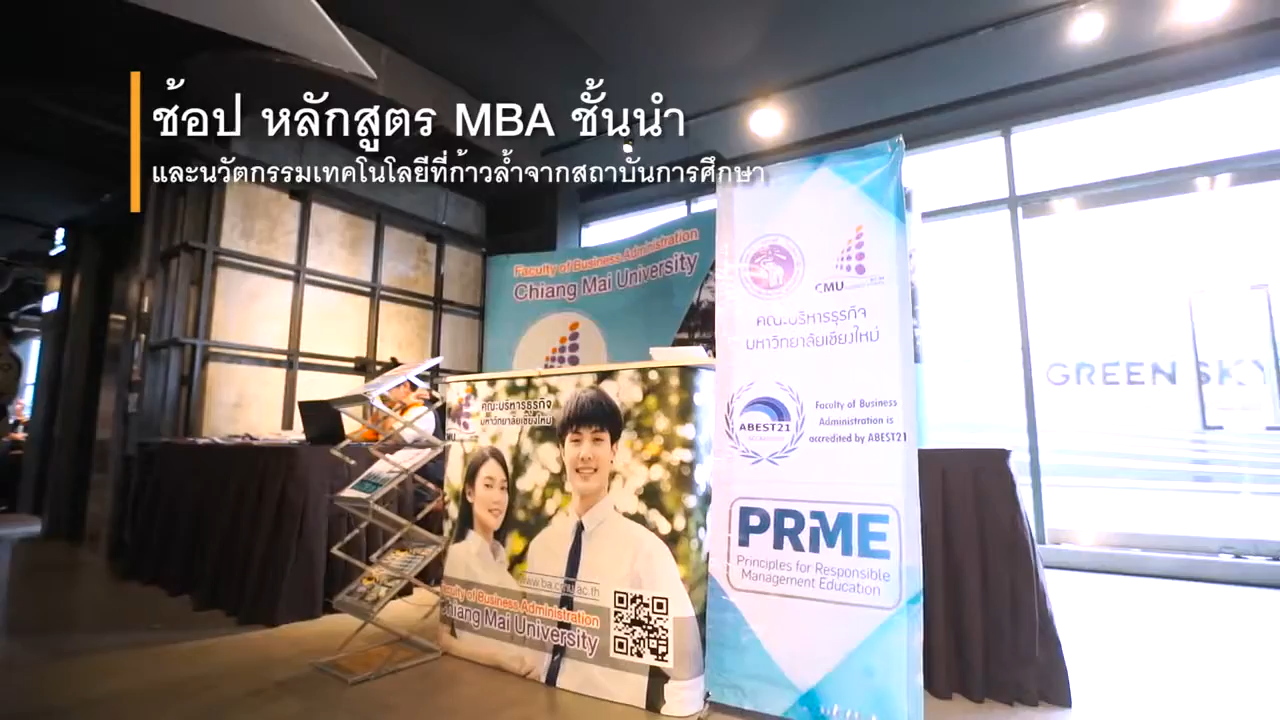 ช้อป หลักสูตร MBA ชั้นนำ
และนวัตกรรมเทคโนโลยีที่ก้าวล้ำจากสถาบันการศึกษา
Faculty of Business Administration
Chiang Mai University
CMU
คณะบริหารธุรกิจ
มหาวิทยาลัยเชียงใหม่
GREEN SKY
ABEST21
Faculty of Business
Administration is
accredited by ABEST21
PRME
Principles for Responsible
Management Education
คณะบริหารธุรกิจ
มหาวิทยาลัยเชียงใหม่
CMU
www.ba.cmu.ac.th
Faculty of Business Administration
Chiang Mai University